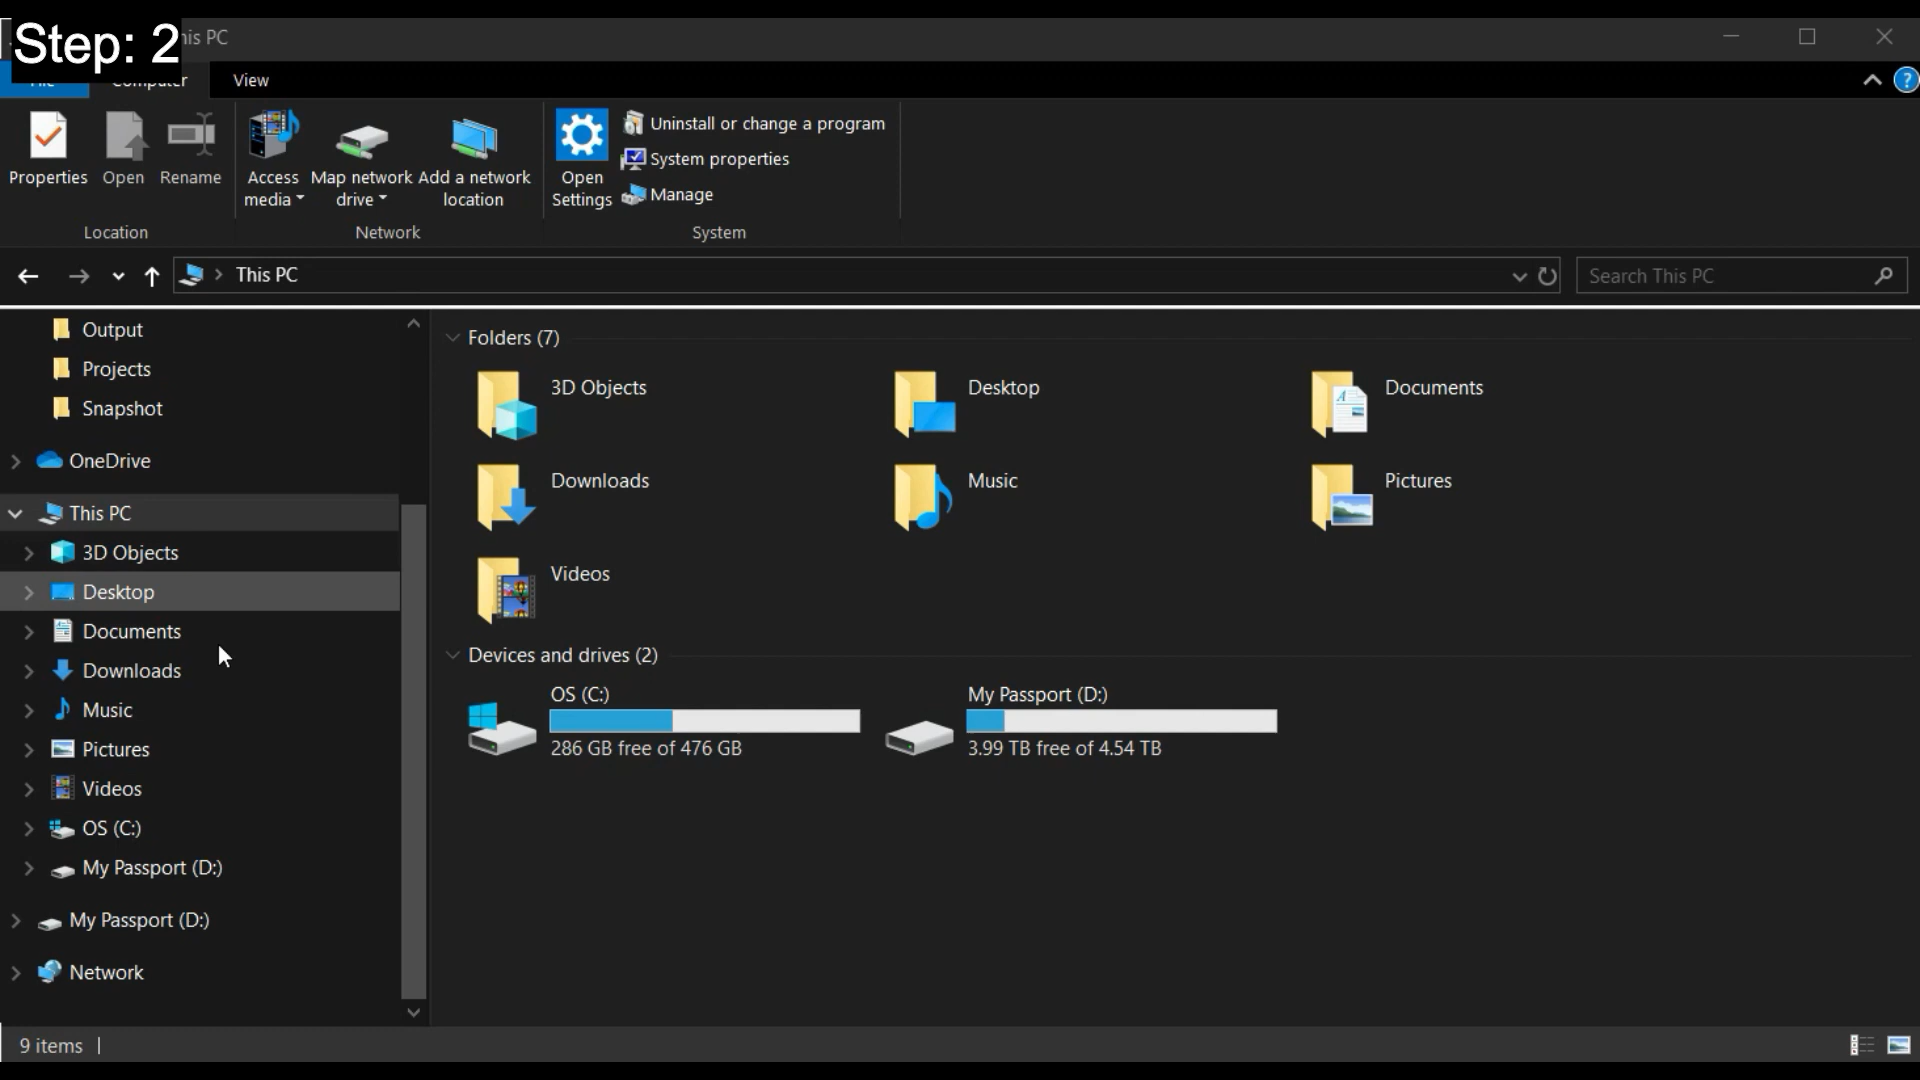 Step: 2
his PC
File
Computer
View
Properties
Open
Rename
Access
media
Map network
drive
Add a network
location
Open
Settings
Uninstall or change a program
System properties
Manage
Location
Network
System
This PC
Search This PC
Output
Projects
Snapshot
OneDrive
This PC
3D Objects
Desktop
Documents
Downloads
Music
Pictures
Videos
OS (C:)
My Passport (D:)
My Passport (D:)
Network
Folders (7)
3D Objects
Desktop
Documents
Downloads
Music
Pictures
Videos
Devices and drives (2)
OS (C:)
286 GB free of 476 GB
My Passport (D:)
3.99 TB free of 4.54 TB
9 items